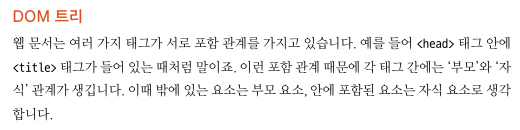 DOM 트리
웹 문서는 여러 가지 태그가 서로 포함 관계를 가지고 있습니다. 예를 들어 <head> 태그 안에
<title> 태그가 들어 있는 때처럼 말이죠. 이런 포함 관계 때문에 각 태그 간에는 ‘부모’와 ‘자
식’ 관계가 생깁니다. 이때 밖에 있는 요소는 부모 요소, 안에 포함된 요소는 자식 요소로 생각
합니다.